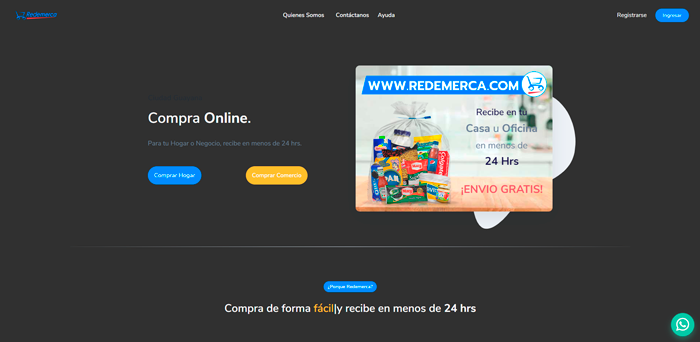 Redemerca
Quienes Somos
Contáctanos
Ayuda
Registrarse
Ingresar
Compra Online.
Para tu Hogar o Negocio, recibe en menos de 24 hrs.
Comprar Hogar
Comprar Comercio
WWW.REDEMERCA.COM
Recibe en tu
Casa u Oficina
en menos de
24 Hrs
¡ENVIO GRATIS!
Colgate
¿Porque Redemerca?
Compra de forma fácil|y recibe en menos de 24 hrs